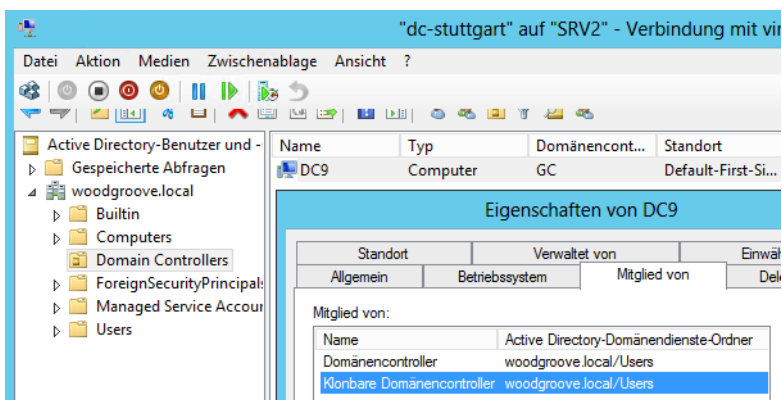 "dc-stuttgart" auf "SRV2" - Verbindung mit vir
Datei Aktion Medien Zwischenablage Ansicht ?
Active Directory-Benutzer und -
Gespeicherte Abfragen
woodgroove.local
Builtin
Computers
Domain Controllers
ForeignSecurityPrincipals
Managed Service Accour
Users
Name Typ Domänencont... Standort
DC9 Computer GC Default-First-Si...
Eigenschaften von DC9
Standort Verwaltet von Einwäh
Allgemein Betriebssystem Mitglied von Dele
Mitglied von:
Name Active Directory-Domänendienste-Ordner
Domänencontroller woodgroove.local/Users
Klonbare Domänencontroller woodgroove.local/Users